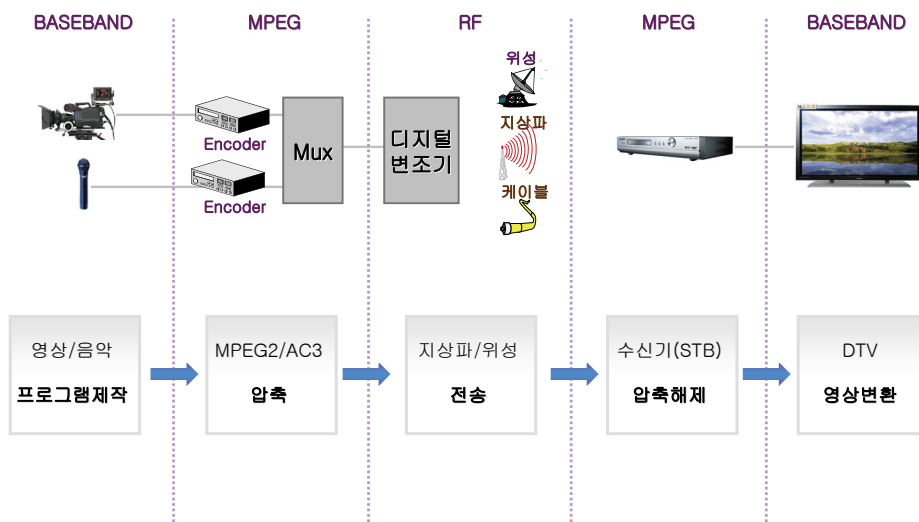 BASEBAND
MPEG
RF
MPEG
BASEBAND
위성
지상파
케이블
Encoder
Encoder
Mux
디지털
변조기
영상/음악
프로그램제작
MPEG2/AC3
압축
지상파/위성
전송
수신기(STB)
압축해제
DTV
영상변환